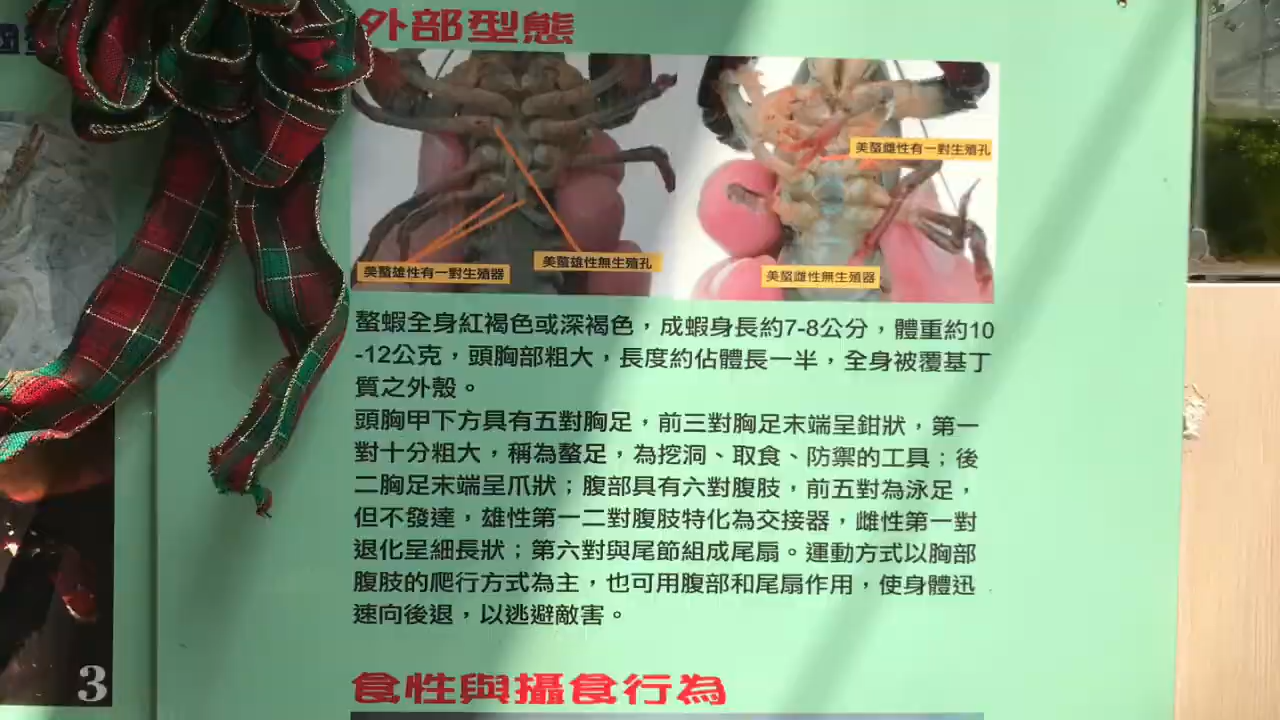 外部型態
美螯雌性有一對生殖孔
美螯雄性無生殖孔
美螯雄性有一對生殖器
美螯雌性無生殖器
螯蝦全身紅褐色或深褐色，成蝦身長約7-8公分，體重約10
-12公克，頭胸部粗大，長度約佔體長一半，全身被覆基丁
質之外殼。
頭胸甲下方具有五對胸足，前三對胸足末端呈鉗狀，第一
對十分粗大，稱為螯足，為挖洞、取食、防禦的工具；後
二胸足末端呈爪狀；腹部具有六對腹肢，前五對為泳足，
但不發達，雄性第一二對腹肢特化為交接器，雌性第一對
退化呈細長狀；第六對與尾節組成尾扇。運動方式以胸部
腹肢的爬行方式為主，也可用腹部和尾扇作用，使身體迅
速向後退，以逃避敵害。
3
食性與攝食行為